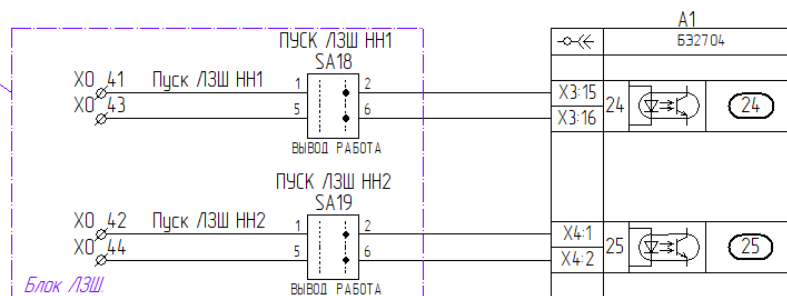 A1
Б32704
ПУСК ЛЗШ НН1
SA18
X0 41 Пуск ЛЗШ НН1 1 2 X3:15
X0 43 5 6 X3:16
24 24
ВЫВОД РАБОТА
ПУСК ЛЗШ НН2
SA19
X0 42 Пуск ЛЗШ НН2 1 2 X4:1
X0 44 5 6 X4:2
25 25
Блок ЛЗШ
ВЫВОД РАБОТА